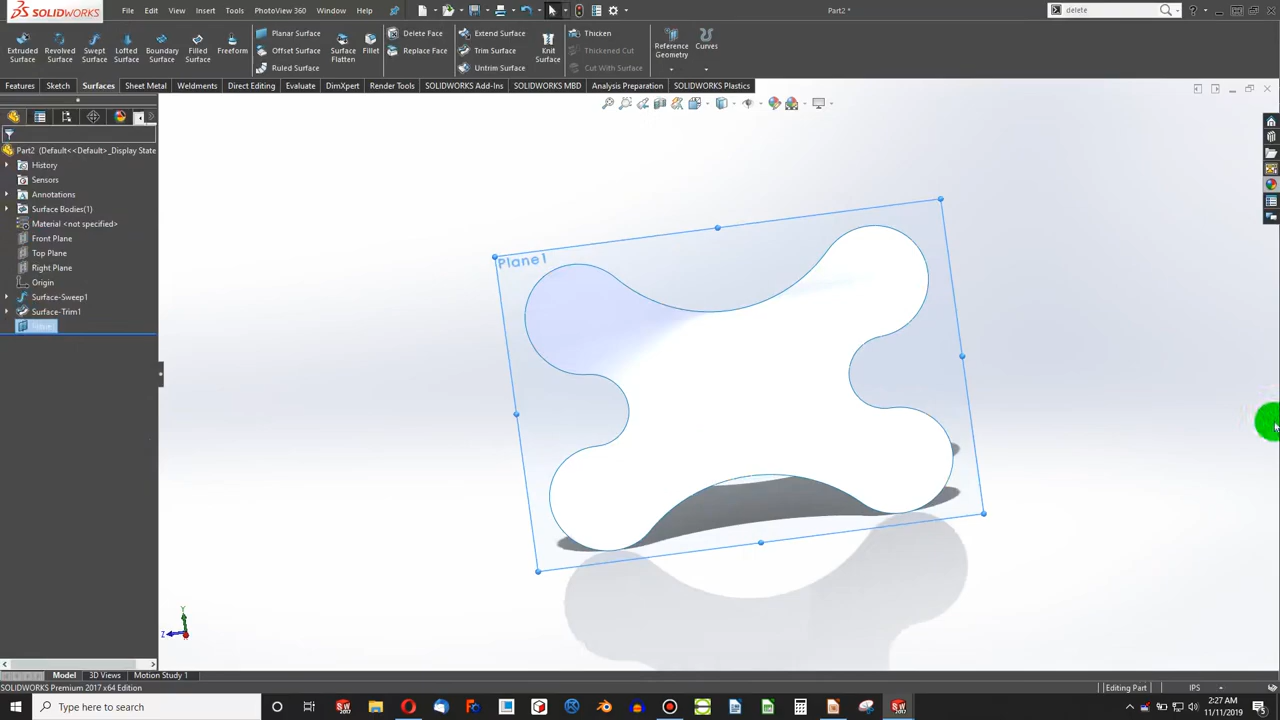 SOLIDWORKS
File Edit View Insert Tools PhotoView 360 Window Help
Part2 *
delete
Extruded Surface
Revolved Surface
Swept Surface
Lofted Surface
Boundary Surface
Filled Surface
Freeform
Planar Surface
Offset Surface
Ruled Surface
Surface Flatten
Fillet
Delete Face
Replace Face
Extend Surface
Trim Surface
Untrim Surface
Knit Surface
Thicken
Thickened Cut
Cut With Surface
Reference Geometry
Curves
Features Sketch Surfaces Sheet Metal Weldments Direct Editing Evaluate DimXpert Render Tools SOLIDWORKS Add-Ins SOLIDWORKS MBD Analysis Preparation SOLIDWORKS Plastics
Part2 (Default<<Default>_Display State
History
Sensors
Annotations
Surface Bodies(1)
Material <not specified>
Front Plane
Top Plane
Right Plane
Origin
Surface-Sweep1
Surface-Trim1
Plane1
Y
Z
Model 3D Views Motion Study 1
SOLIDWORKS Premium 2017 x64 Edition
Editing Part
IPS
Type here to search
2:27 AM
11/11/2019